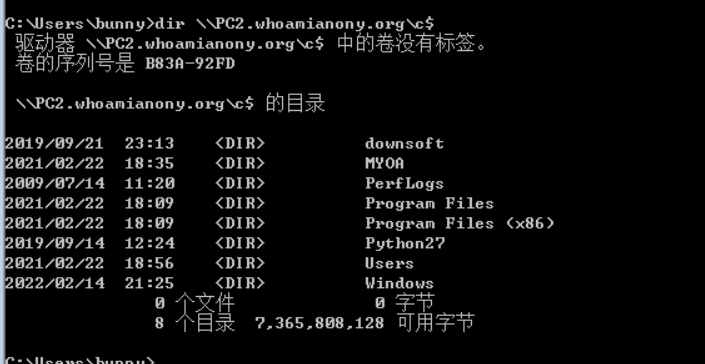 C:\Users\bunny>dir \\PC2.whoamianony.org\c$
驱动器 \\PC2.whoamianony.org\c$ 中的卷没有标签。
卷的序列号是 B83A-92FD
\\PC2.whoamianony.org\c$ 的目录
2019/09/21  23:13    <DIR>          downsoft
2021/02/22  18:35    <DIR>          MYOA
2009/07/14  11:20    <DIR>          PerfLogs
2021/02/22  18:09    <DIR>          Program Files
2021/02/22  18:09    <DIR>          Program Files (x86)
2019/09/14  12:24    <DIR>          Python27
2021/02/22  18:56    <DIR>          Users
2022/02/14  21:25    <DIR>          Windows
0 个文件              0 字节
8 个目录  7,365,808,128 可用字节
C:\Users\bunny>